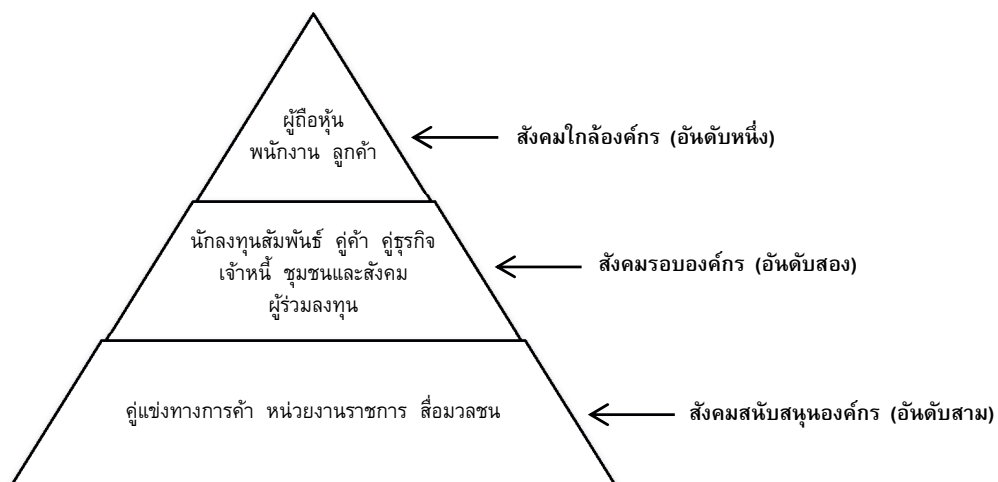 ผู้ถือหุ้น
พนักงาน ลูกค้า
สังคมใกล้องค์กร (อันดับหนึ่ง)
นักลงทุนสัมพันธ์ คู่ค้า คู่ธุรกิจ
เจ้าหนี้ ชุมชนและสังคม
ผู้ร่วมลงทุน
สังคมรอบองค์กร (อันดับสอง)
คู่แข่งทางการค้า หน่วยงานราชการ สื่อมวลชน
สังคมสนับสนุนองค์กร (อันดับสาม)